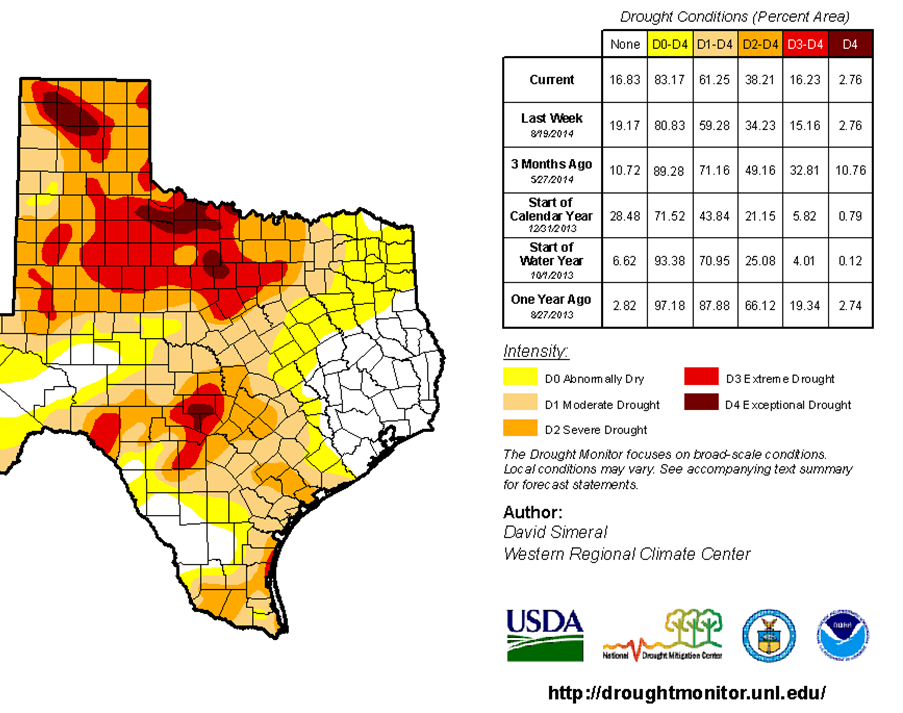 Drought Conditions (Percent Area)
None D0-D4 D1-D4 D2-D4 D3-D4 D4
Current 16.83 83.17 61.25 38.21 16.23 2.76
Last Week
8/19/2014
19.17 80.83 59.28 34.23 15.16 2.76
3 Months Ago
5/27/2014
10.72 89.28 71.16 49.16 32.81 10.76
Start of
Calendar Year
12/31/2013
28.48 71.52 43.84 21.15 5.82 0.79
Start of
Water Year
10/1/2013
6.62 93.38 70.95 25.08 4.01 0.12
One Year Ago
8/27/2013
2.82 97.18 87.88 66.12 19.34 2.74
Intensity:
D0 Abnormally Dry
D1 Moderate Drought
D2 Severe Drought
D3 Extreme Drought
D4 Exceptional Drought
The Drought Monitor focuses on broad-scale conditions.
Local conditions may vary. See accompanying text summary
for forecast statements.
Author:
David Simeral
Western Regional Climate Center
USDA
National Drought Mitigation Center
noaa
http://droughtmonitor.unl.edu/